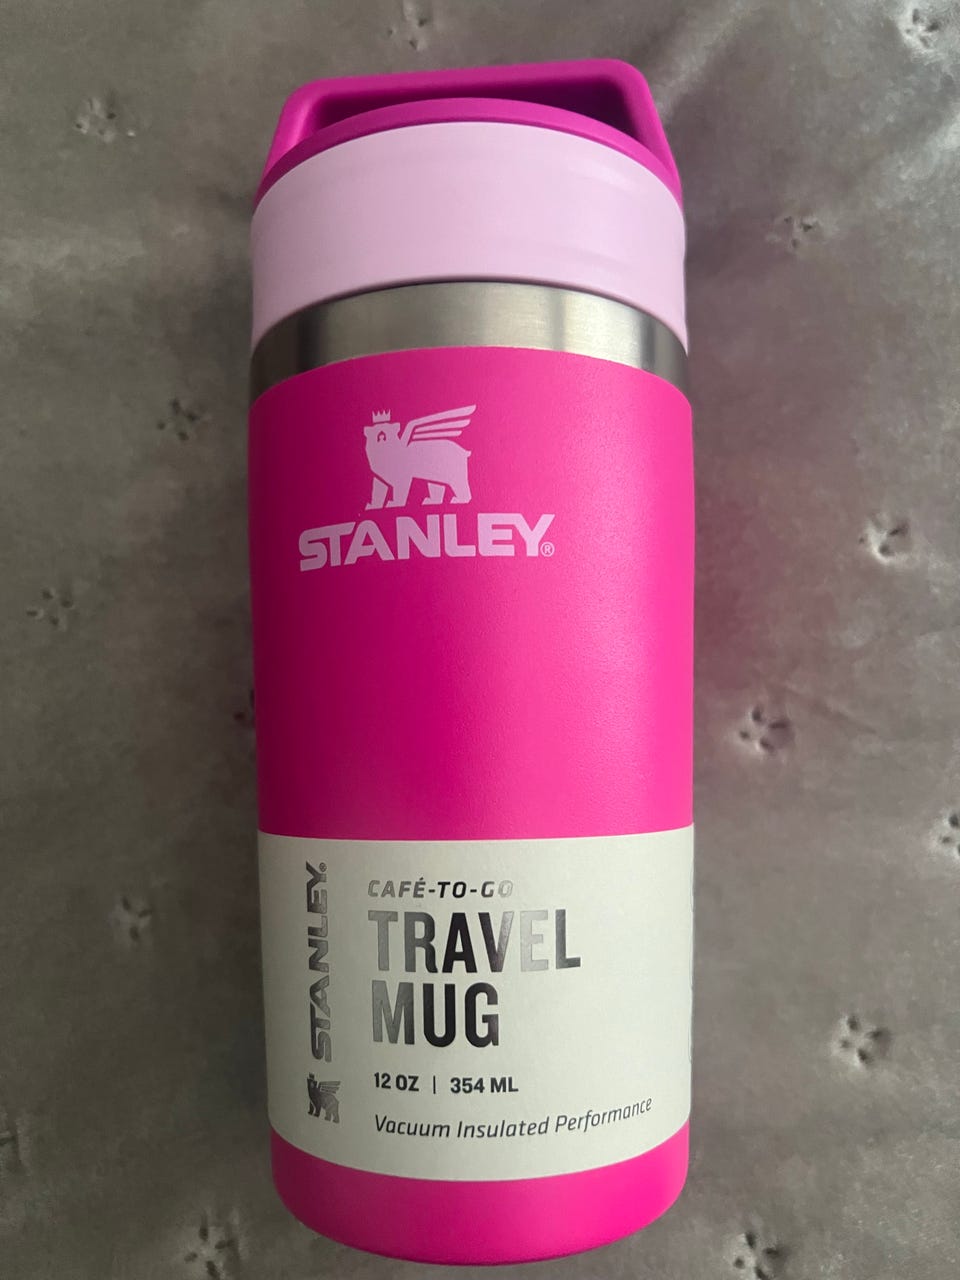 STANLEY®
STANLEY®
CAFÉ-TO-GO
TRAVEL
MUG
12 OZ | 354 ML
Vacuum Insulated Performance